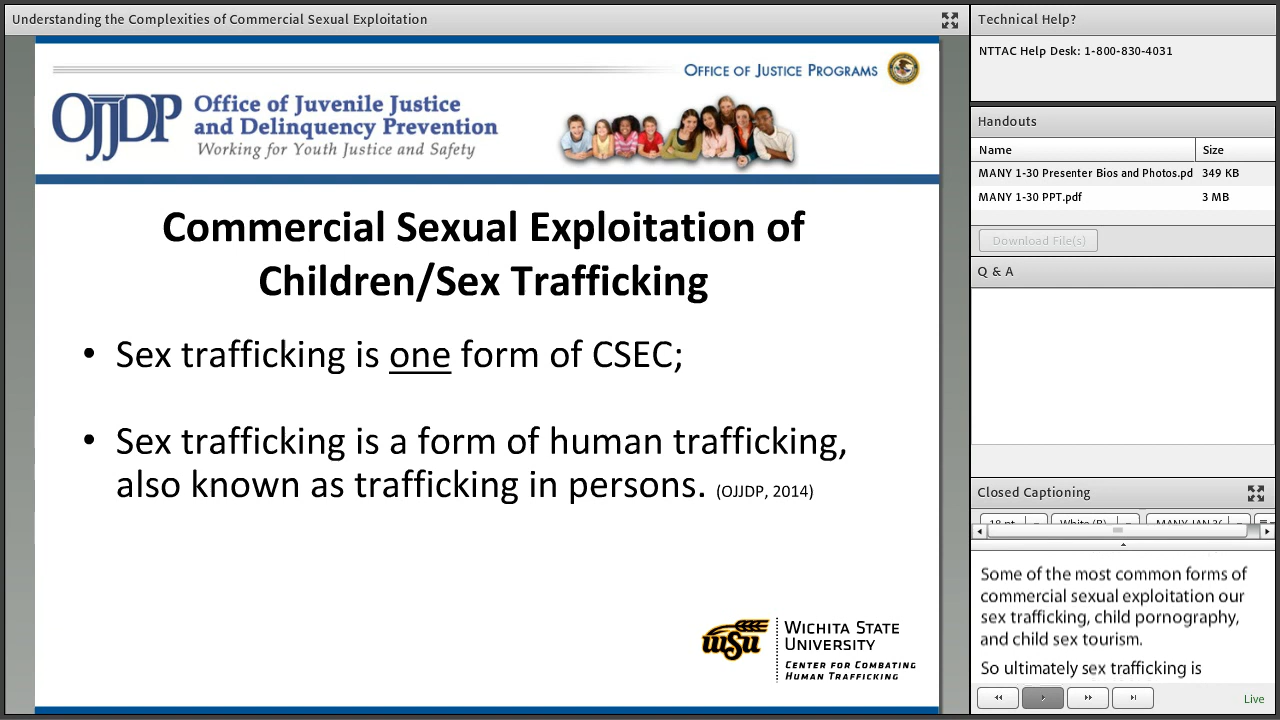 Understanding the Complexities of Commercial Sexual Exploitation
OFFICE OF JUSTICE PROGRAMS
OJJDP
Office of Juvenile Justice
and Delinquency Prevention
Working for Youth Justice and Safety
Commercial Sexual Exploitation of
Children/Sex Trafficking
• Sex trafficking is one form of CSEC;
• Sex trafficking is a form of human trafficking,
also known as trafficking in persons. (OJJDP, 2014)
wsu
WICHITA STATE
UNIVERSITY
CENTER FOR COMBATING
HUMAN TRAFFICKING
Technical Help?
NTTAC Help Desk: 1-800-830-4031
Handouts
Name Size
MANY 1-30 Presenter Bios and Photos.pd 349 KB
MANY 1-30 PPT.pdf 3 MB
Download File(s)
Q & A
Closed Captioning
18 pt White (B)
Some of the most common forms of
commercial sexual exploitation our
sex trafficking, child pornography,
and child sex tourism.
So ultimately sex trafficking is
Live